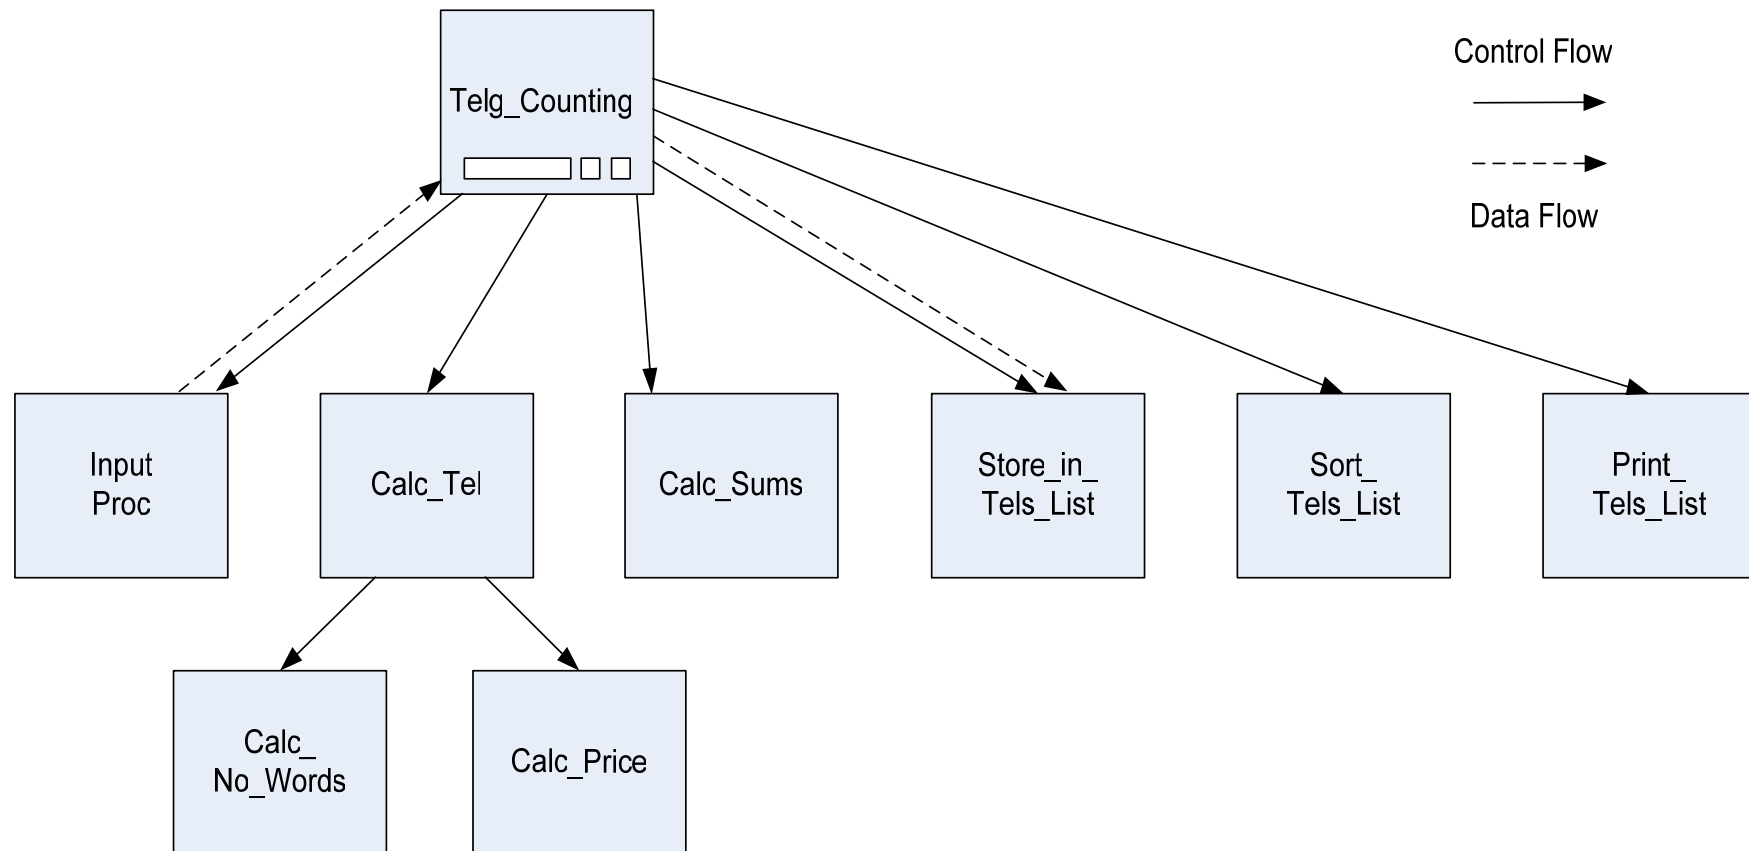 Control Flow
Telg_Counting
Data Flow
Input
Proc
Calc_Tel
Calc_Sums
Store_in_
Tels_List
Sort_
Tels_List
Print_
Tels_List
Calc_
No_Words
Calc_Price